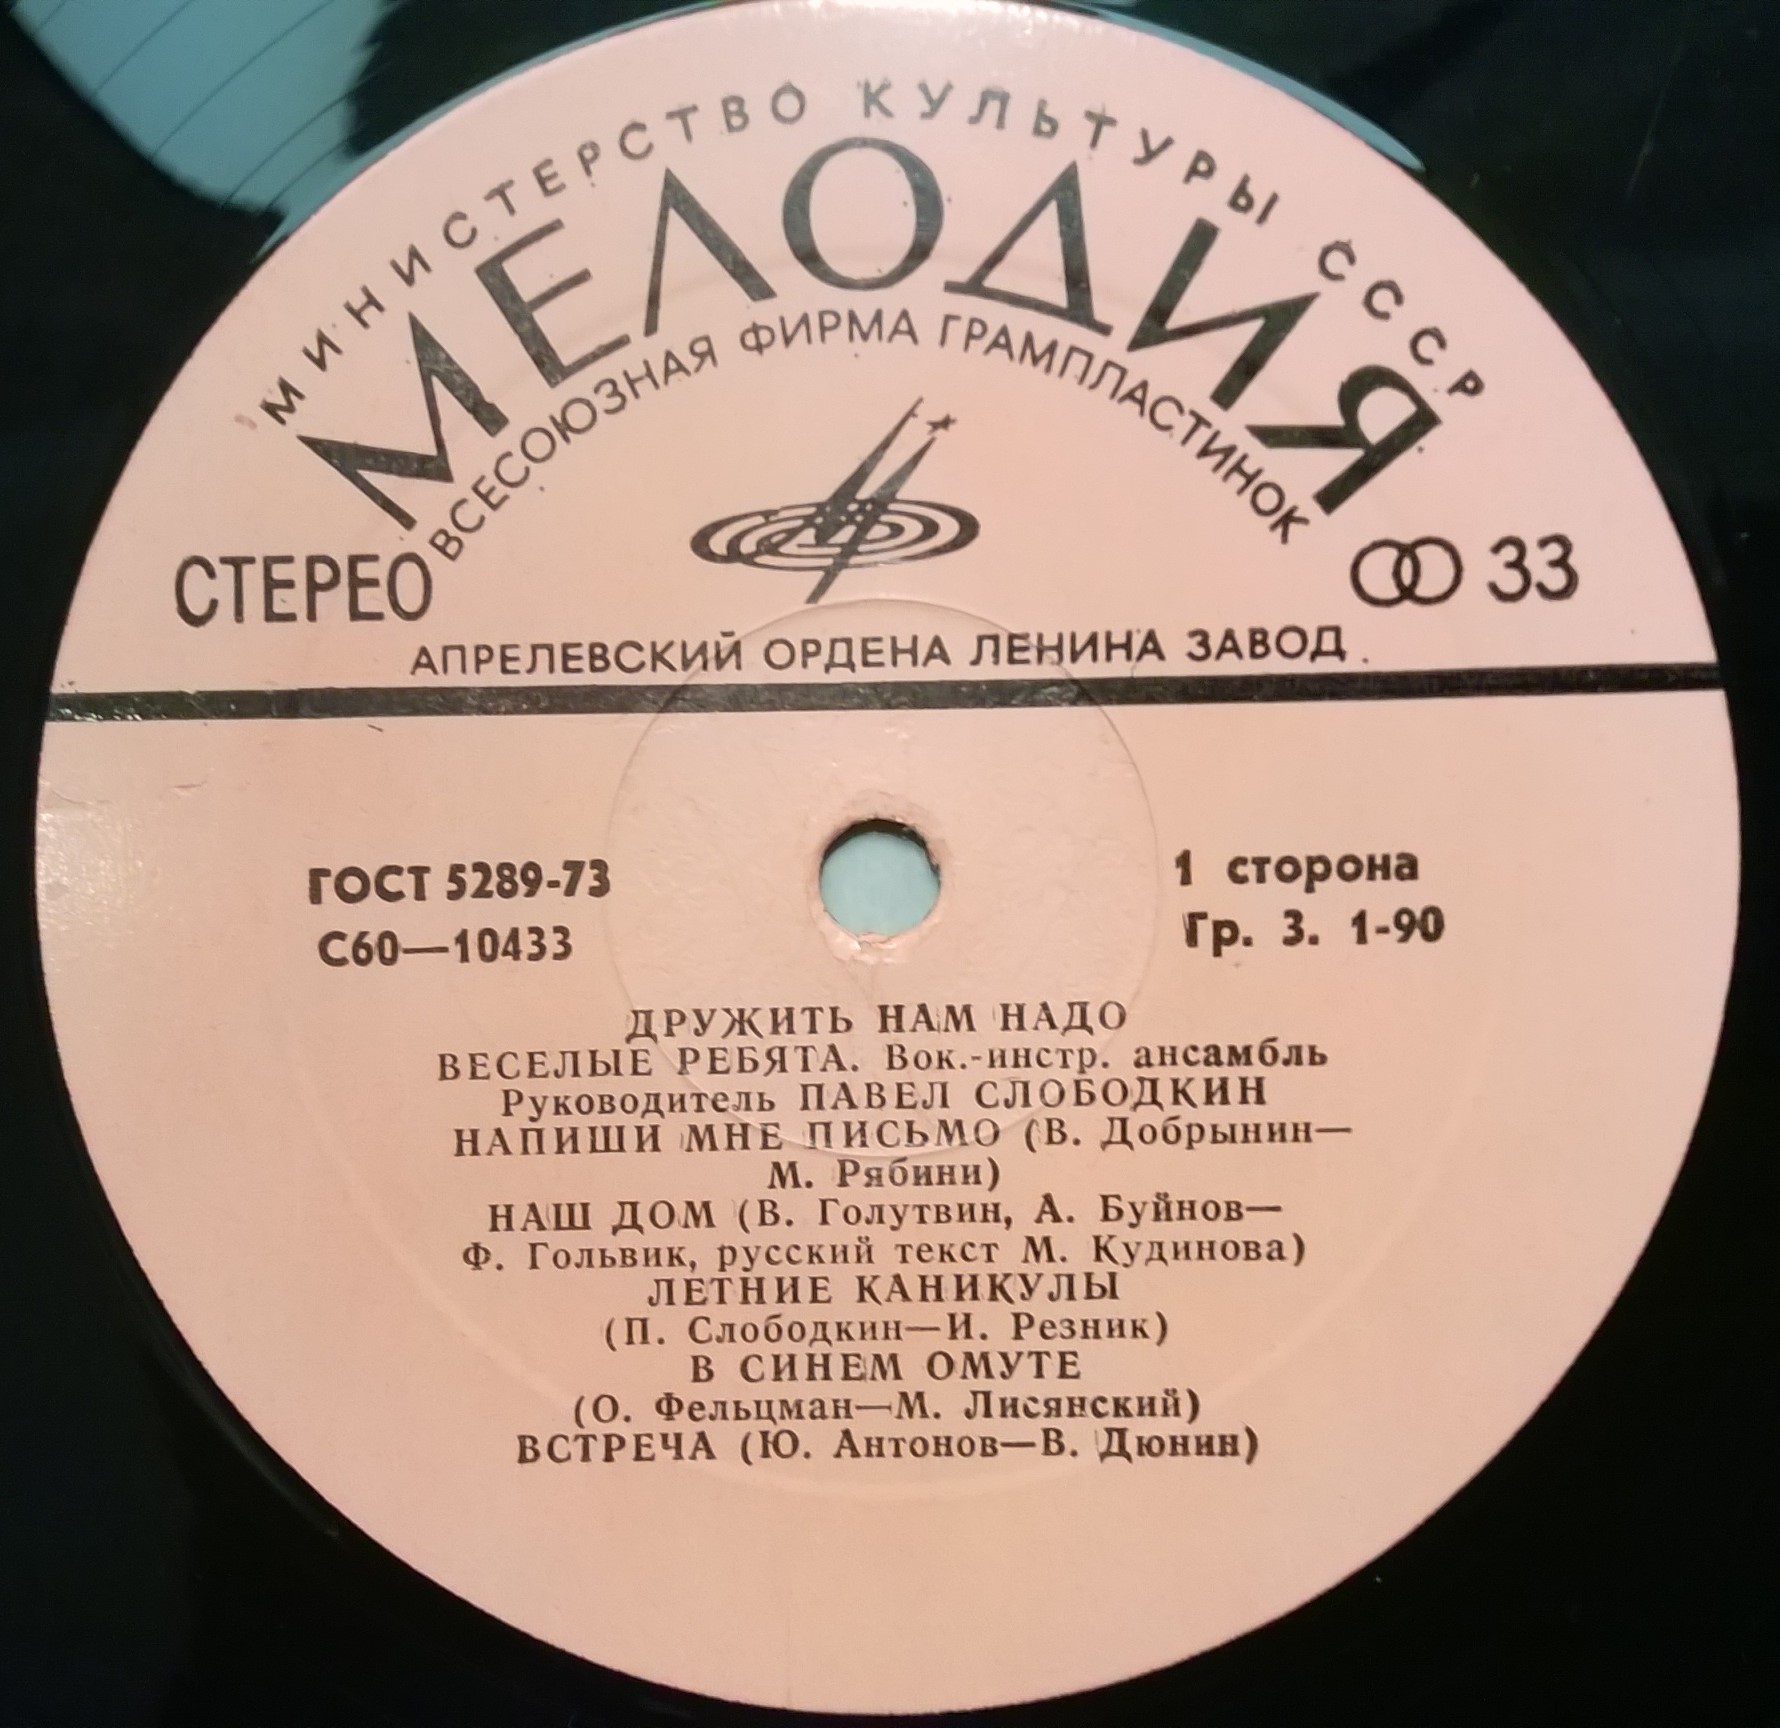 МИНИСТЕРСТВО КУЛЬТУРЫ СССР
МЕЛОДИЯ
ВСЕСОЮЗНАЯ ФИРМА ГРАМПЛАСТИНОК
СТЕРЕО
33
АПРЕЛЕВСКИЙ ОРДЕНА ЛЕНИНА ЗАВОД
ГОСТ 5289-73
С60—10433
1 сторона
Гр. 3. 1-90
ДРУЖИТЬ НАМ НАДО
ВЕСЕЛЫЕ РЕБЯТА. Вок.-инстр. ансамбль
Руководитель ПАВЕЛ СЛОБОДКИН
НАПИШИ МНЕ ПИСЬМО (В. Добрынин—
М. Рябини)
НАШ ДОМ (В. Голутвин, А. Буйнов—
Ф. Гольвик, русский текст М. Кудинова)
ЛЕТНИЕ КАНИКУЛЫ
(П. Слободкин—И. Резник)
В СИНЕМ ОМУТЕ
(О. Фельцман—М. Лисянский)
ВСТРЕЧА (Ю. Антонов—В. Дюнин)